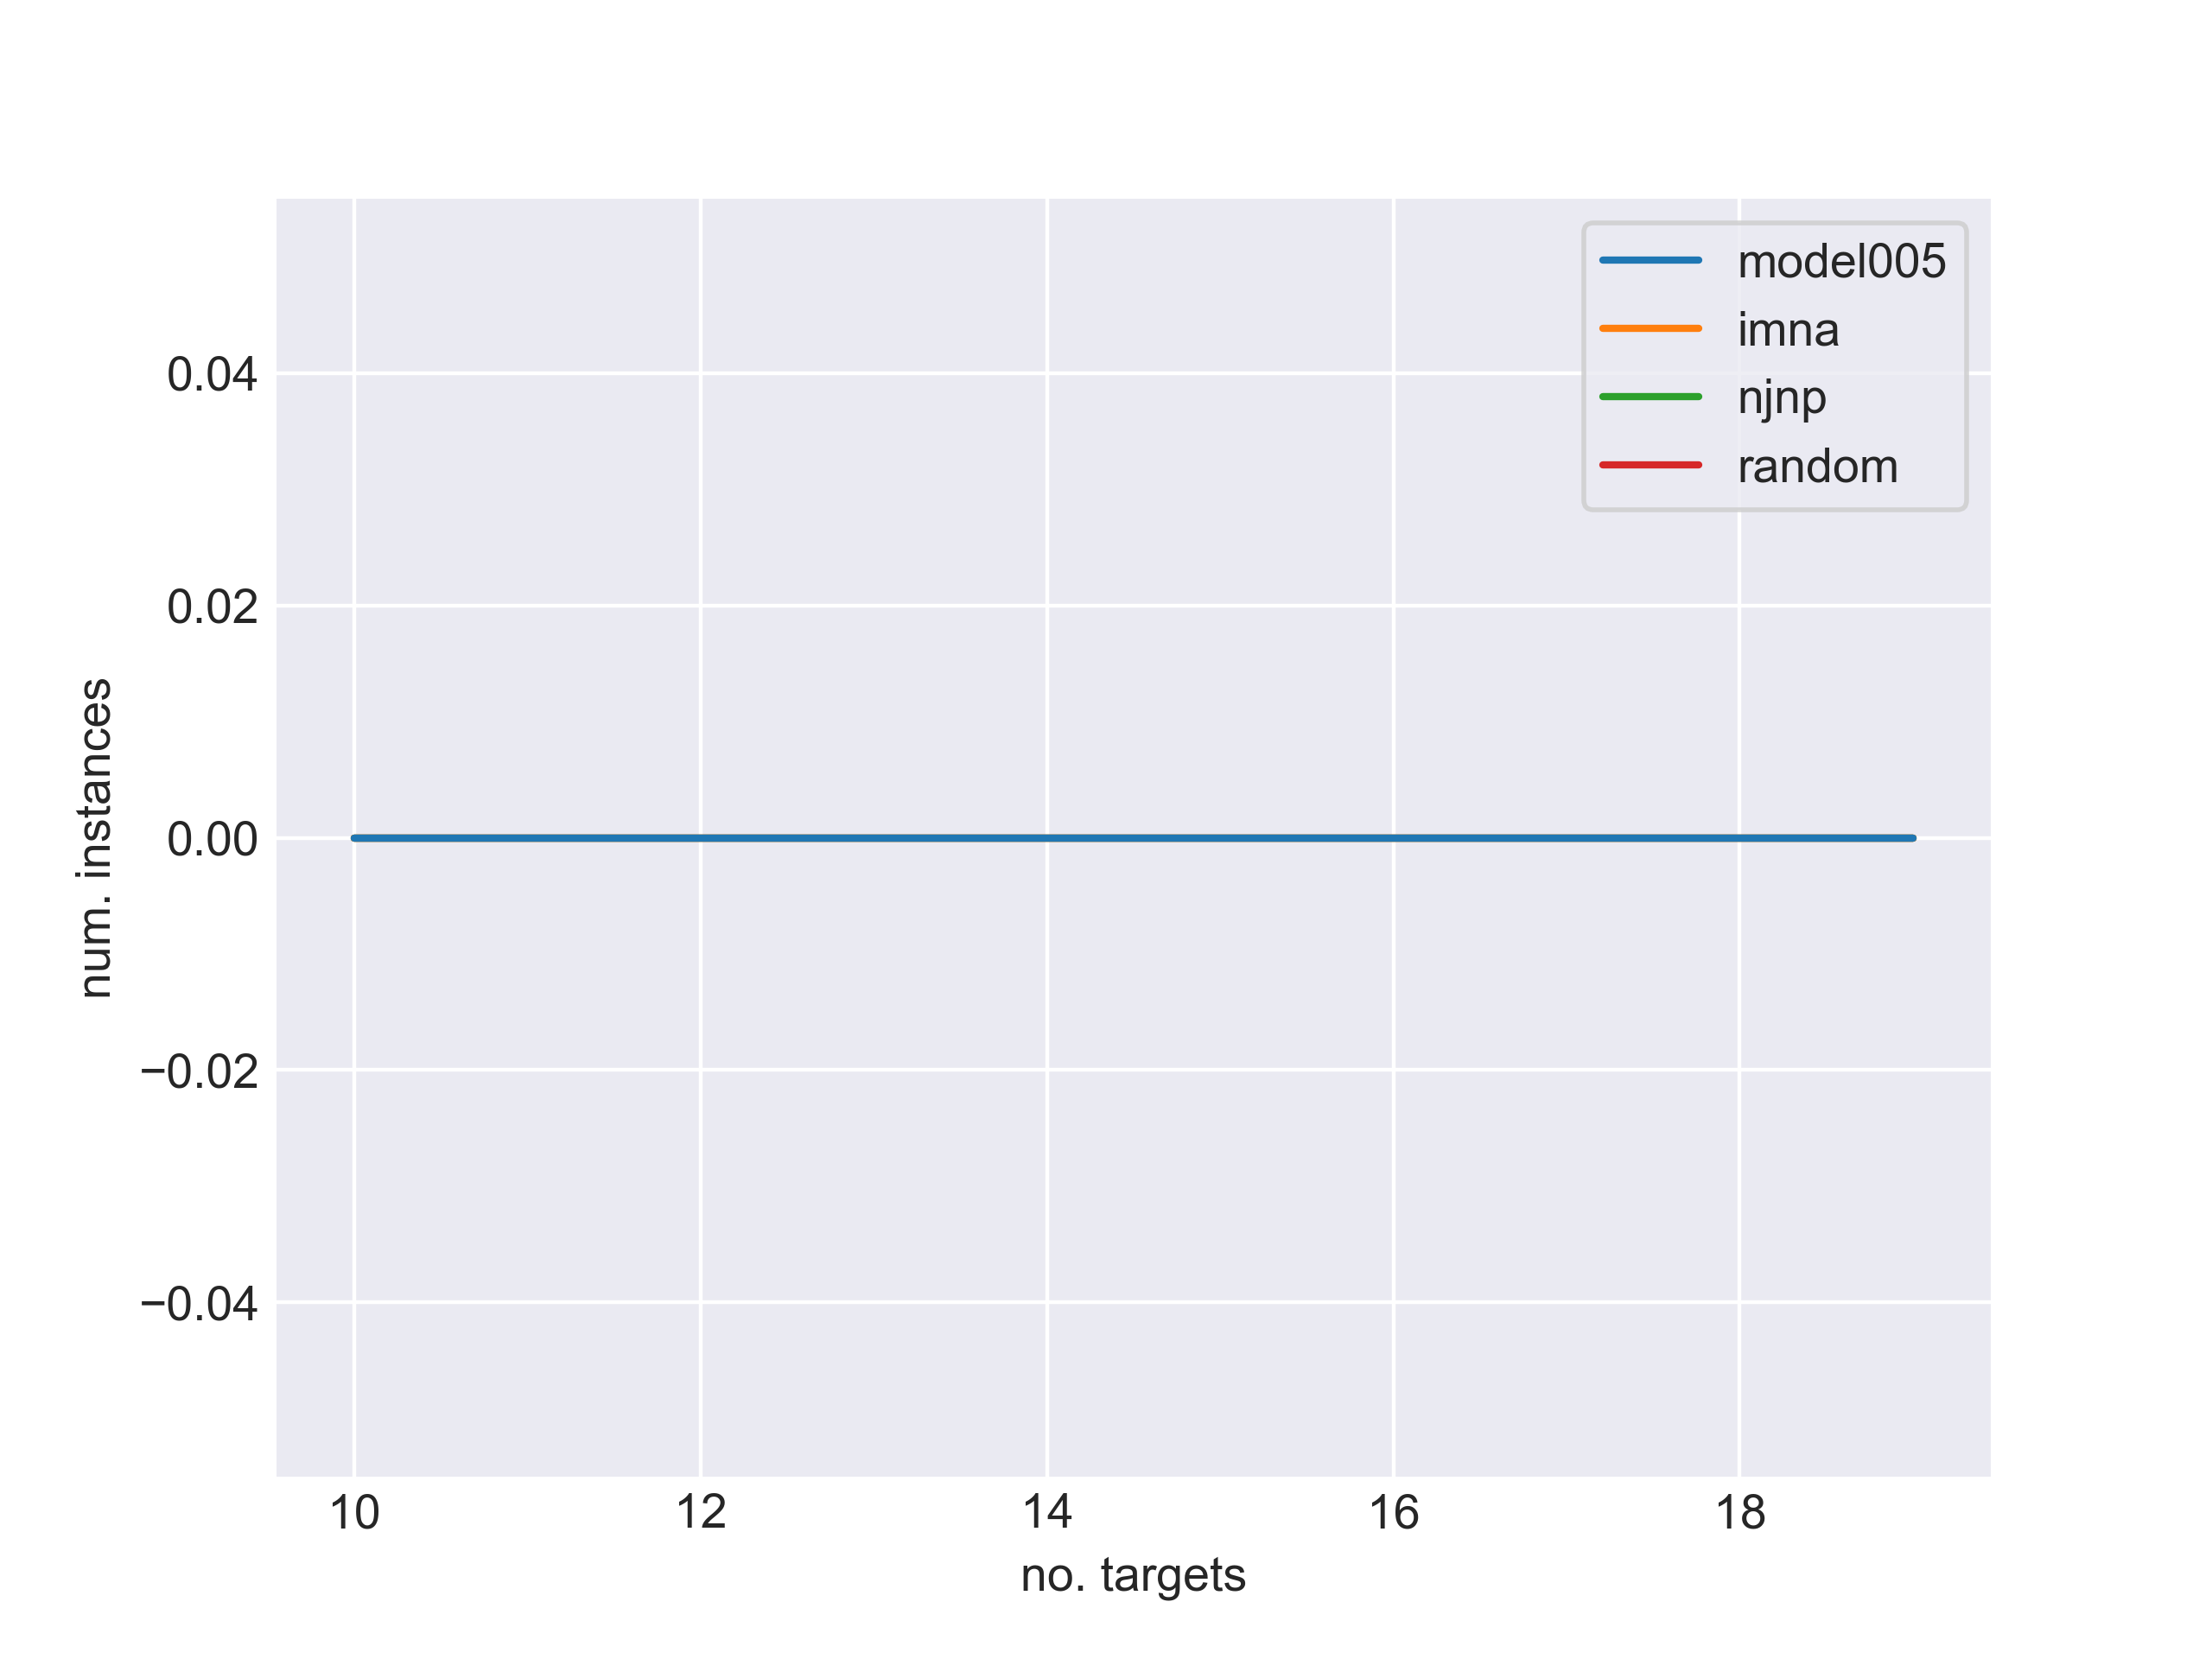 model005
imna
njnp
random
0.04
0.02
0.00
−0.02
−0.04
num. instances
10 12 14 16 18
no. targets